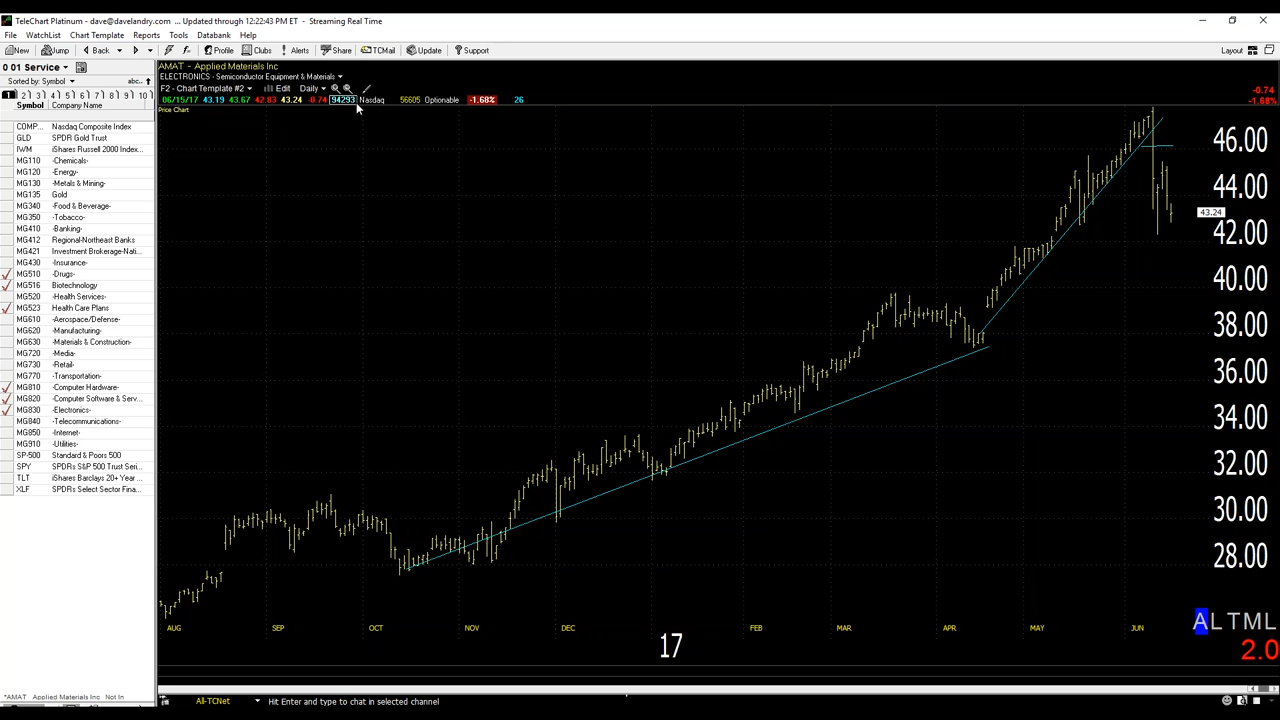 TeleChart Platinum - dave@davelandry.com ... Updated through 12:22:43 PM ET - Streaming Real Time
File WatchList Chart Template Reports Tools Databank Help
New Jump Back Profile Clubs Alerts Share TCMail Update Support Layout
0 01 Service
Sorted by: Symbol abc..
1 2 3 4 5 6 7 8 9 10
Symbol Company Name
COMP... Nasdaq Composite Index
GLD SPDR Gold Trust
IWM iShares Russell 2000 Index...
MG110 -Chemicals-
MG120 -Energy-
MG130 -Metals & Mining-
MG135 Gold
MG340 -Food & Beverage-
MG350 -Tobacco-
MG410 -Banking-
MG412 Regional-Northeast Banks
MG421 Investment Brokerage-Nati...
MG430 -Insurance-
MG510 -Drugs-
MG516 Biotechnology
MG520 -Health Services-
MG523 Health Care Plans
MG610 -Aerospace/Defense-
MG620 -Manufacturing-
MG630 -Materials & Construction-
MG720 -Media-
MG730 -Retail-
MG770 -Transportation-
MG810 -Computer Hardware-
MG820 -Computer Software & Serv...
MG830 -Electronics-
MG840 -Telecommunications-
MG850 -Internet-
MG910 -Utilities-
SP-500 Standard & Poors 500
SPY SPDRs S&P 500 Trust Seri...
TLT iShares Barclays 20+ Year ...
XLF SPDRs Select Sector Fina...
*AMAT Applied Materials Inc Not In
AMAT - Applied Materials Inc
ELECTRONICS - Semiconductor Equipment & Materials
F2 - Chart Template #2 Edit Daily
06/15/17 43.19 43.67 42.83 43.24 -0.74 94293 Nasdaq 56605 Optionable -1.68% 26
-0.74
-1.68%
Price Chart
46.00
44.00
43.24
42.00
40.00
38.00
36.00
34.00
32.00
30.00
28.00
AUG SEP OCT NOV DEC 17 FEB MAR APR MAY JUN
ALTML
2.0
All-TCNet Hit Enter and type to chat in selected channel